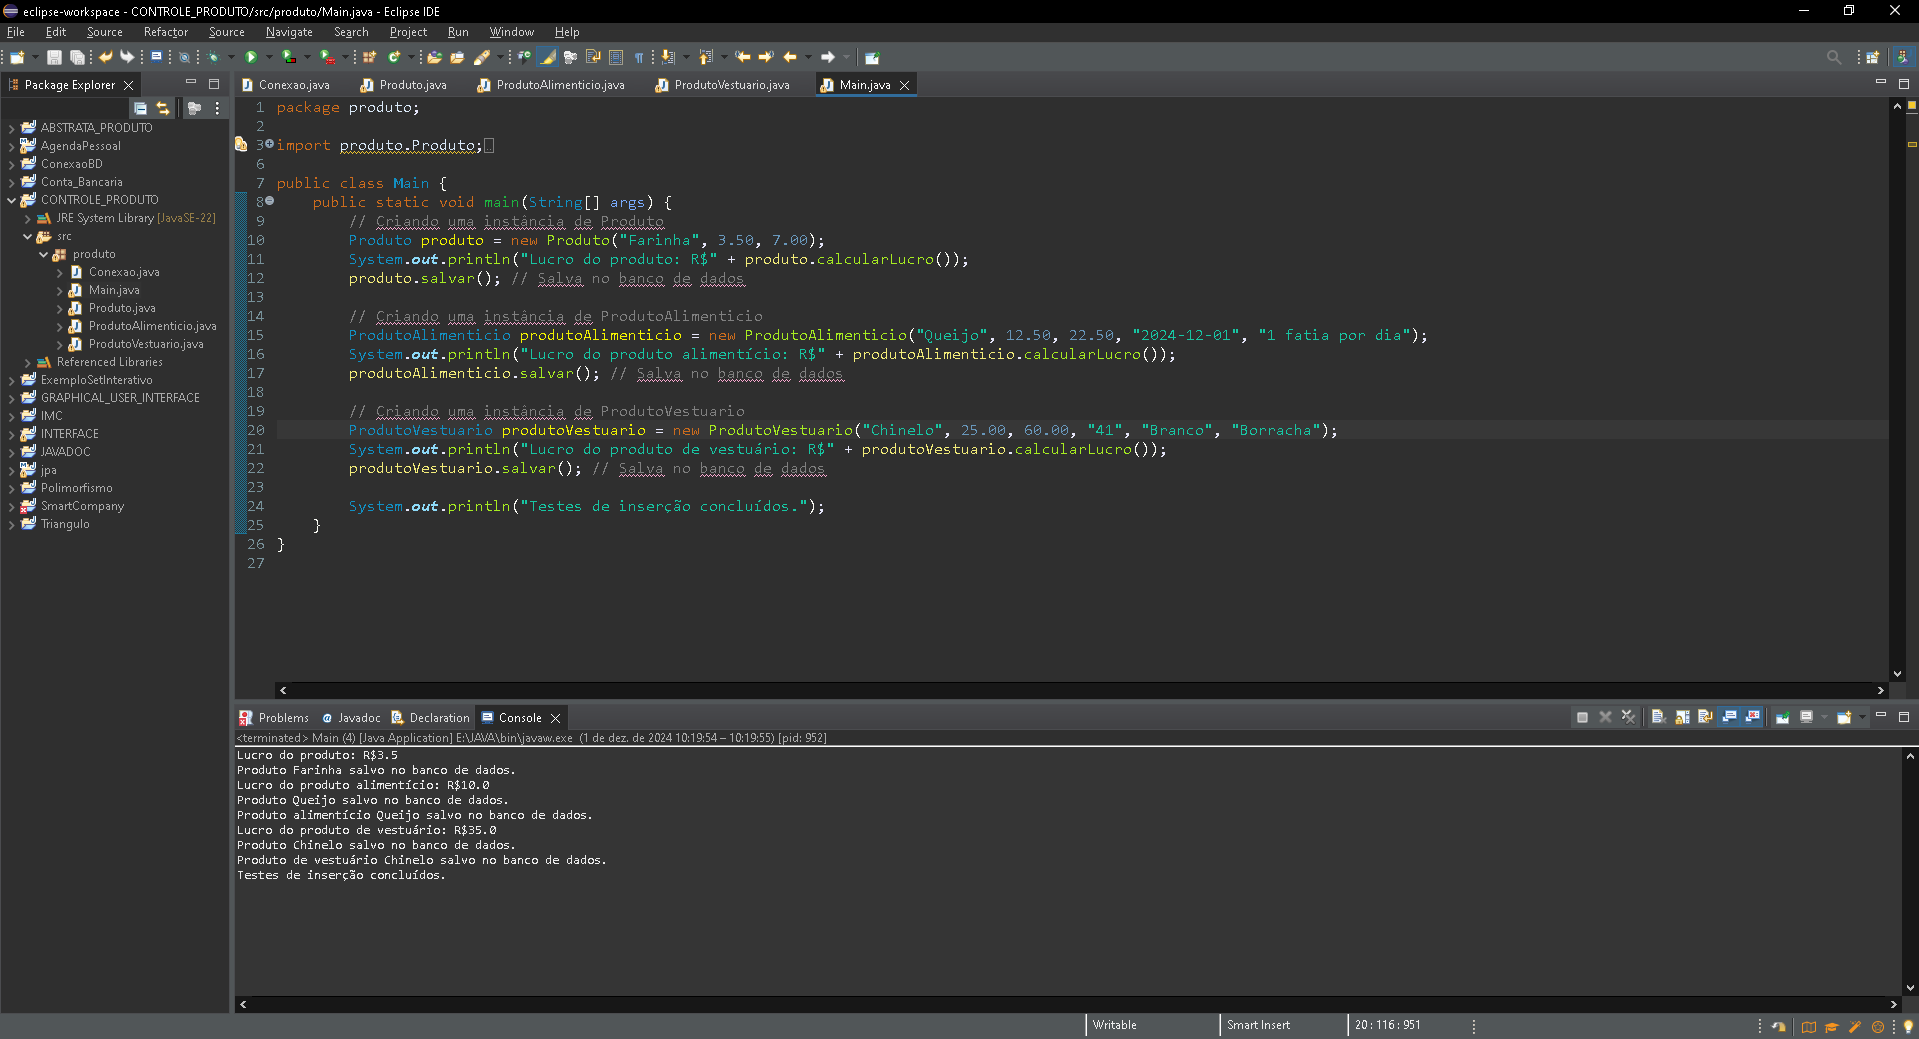 eclipse-workspace - CONTROLE_PRODUTO/src/produto/Main.java - Eclipse IDE
File Edit Source Refactor Source Navigate Search Project Run Window Help
Package Explorer
Conexao.java Produto.java ProdutoAlimenticio.java ProdutoVestuario.java Main.java
ABSTRATA_PRODUTO
AgendaPessoal
ConexaoBD
Conta_Bancaria
CONTROLE_PRODUTO
JRE System Library [JavaSE-22]
src
produto
Conexao.java
Main.java
Produto.java
ProdutoAlimenticio.java
ProdutoVestuario.java
Referenced Libraries
ExemploSetInterativo
GRAPHICAL_USER_INTERFACE
IMC
INTERFACE
JAVADOC
jpa
Polimorfismo
SmartCompany
Triangulo
1 package produto;
2
3 import produto.Produto;
6
7 public class Main {
8 public static void main(String[] args) {
9 // Criando uma instância de Produto
10 Produto produto = new Produto("Farinha", 3.50, 7.00);
11 System.out.println("Lucro do produto: R$" + produto.calcularLucro());
12 produto.salvar(); // Salva no banco de dados
13
14 // Criando uma instância de ProdutoAlimenticio
15 ProdutoAlimenticio produtoAlimenticio = new ProdutoAlimenticio("Queijo", 12.50, 22.50, "2024-12-01", "1 fatia por dia");
16 System.out.println("Lucro do produto alimentício: R$" + produtoAlimenticio.calcularLucro());
17 produtoAlimenticio.salvar(); // Salva no banco de dados
18
19 // Criando uma instância de ProdutoVestuario
20 ProdutoVestuario produtoVestuario = new ProdutoVestuario("Chinelo", 25.00, 60.00, "41", "Branco", "Borracha");
21 System.out.println("Lucro do produto de vestuário: R$" + produtoVestuario.calcularLucro());
22 produtoVestuario.salvar(); // Salva no banco de dados
23
24 System.out.println("Testes de inserção concluídos.");
25 }
26 }
27
Problems Javadoc Declaration Console
<terminated> Main (4) [Java Application] E:\JAVA\bin\javaw.exe (1 de dez. de 2024 10:19:54 – 10:19:55) [pid: 952]
Lucro do produto: R$3.5
Produto Farinha salvo no banco de dados.
Lucro do produto alimentício: R$10.0
Produto Queijo salvo no banco de dados.
Produto alimentício Queijo salvo no banco de dados.
Lucro do produto de vestuário: R$35.0
Produto Chinelo salvo no banco de dados.
Produto de vestuário Chinelo salvo no banco de dados.
Testes de inserção concluídos.
Writable Smart Insert 20 : 116 : 951